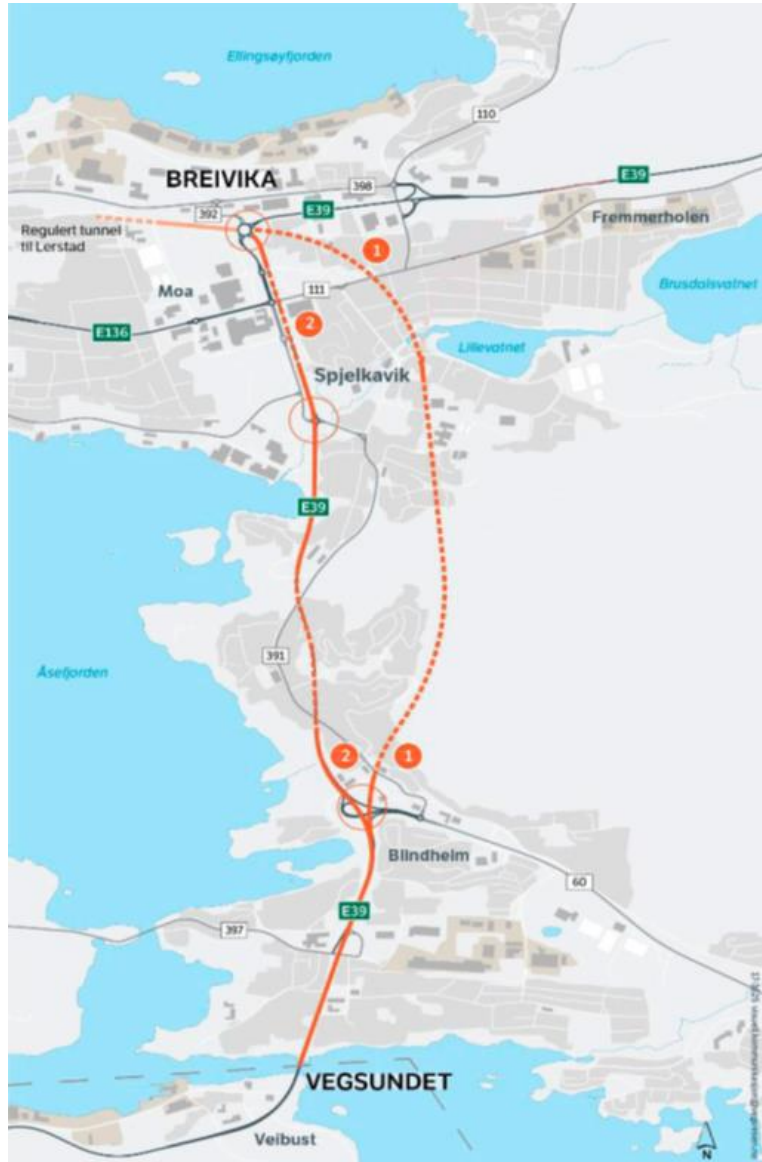 Ellingsøyfjorden
110
BREIVIKA
398
E39
392
E39
Fremmerholen
Regulert tunnel
til Lerstad
1
Moa
111
Brusdalsvatnet
E136
2
Lillevatnet
Spjelkavik
E39
391
Åsefjorden
2
1
Blindheim
60
E39
397
VEGSUNDET
Veibust
N